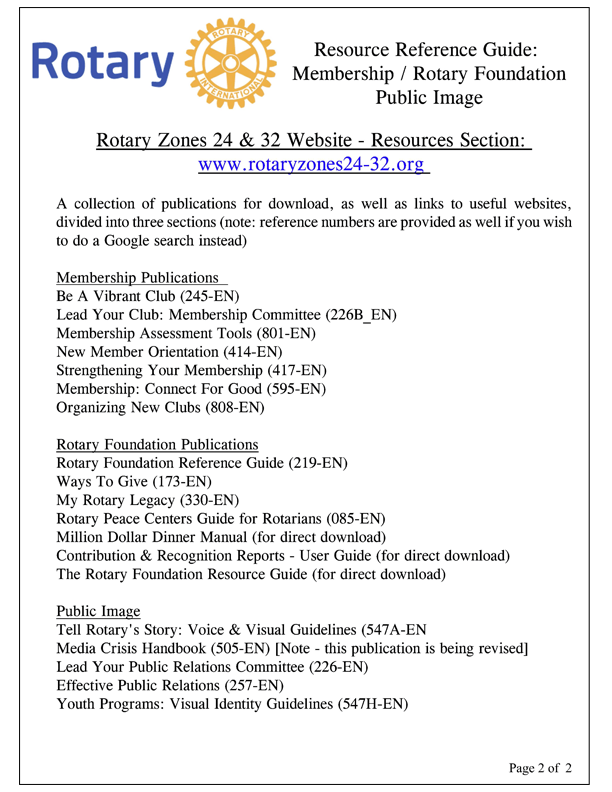 Rotary
ROTARY
INTERNATIONAL
Resource Reference Guide:
Membership / Rotary Foundation
Public Image
Rotary Zones 24 & 32 Website - Resources Section:
www.rotaryzones24-32.org
A collection of publications for download, as well as links to useful websites,
divided into three sections (note: reference numbers are provided as well if you wish
to do a Google search instead)
Membership Publications
Be A Vibrant Club (245-EN)
Lead Your Club: Membership Committee (226B_EN)
Membership Assessment Tools (801-EN)
New Member Orientation (414-EN)
Strengthening Your Membership (417-EN)
Membership: Connect For Good (595-EN)
Organizing New Clubs (808-EN)
Rotary Foundation Publications
Rotary Foundation Reference Guide (219-EN)
Ways To Give (173-EN)
My Rotary Legacy (330-EN)
Rotary Peace Centers Guide for Rotarians (085-EN)
Million Dollar Dinner Manual (for direct download)
Contribution & Recognition Reports - User Guide (for direct download)
The Rotary Foundation Resource Guide (for direct download)
Public Image
Tell Rotary's Story: Voice & Visual Guidelines (547A-EN
Media Crisis Handbook (505-EN) [Note - this publication is being revised]
Lead Your Public Relations Committee (226-EN)
Effective Public Relations (257-EN)
Youth Programs: Visual Identity Guidelines (547H-EN)
Page 2 of 2